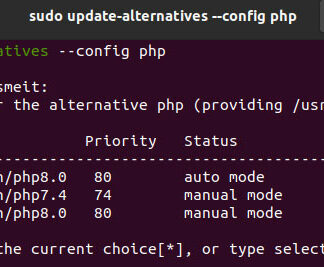 sudo update-alternatives --config php
atives --config php
smeit:
r the alternative php (providing /usr
Priority Status
------------------------------------
n/php8.0 80 auto mode
n/php7.4 74 manual mode
n/php8.0 80 manual mode
the current choice[*], or type select